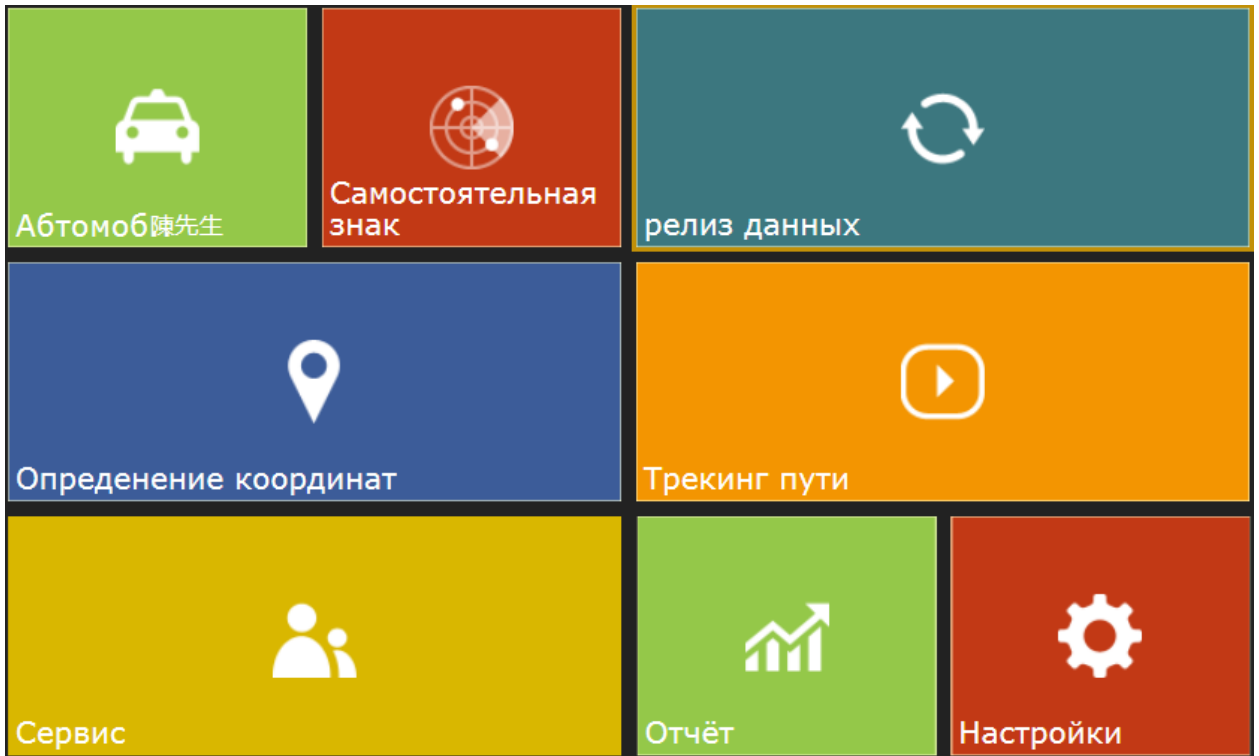 Абтомоб陳先生
Самостоятельная
знак
релиз данных
Опреденение координат
Трекинг пути
Сервис
Отчёт
Настройки